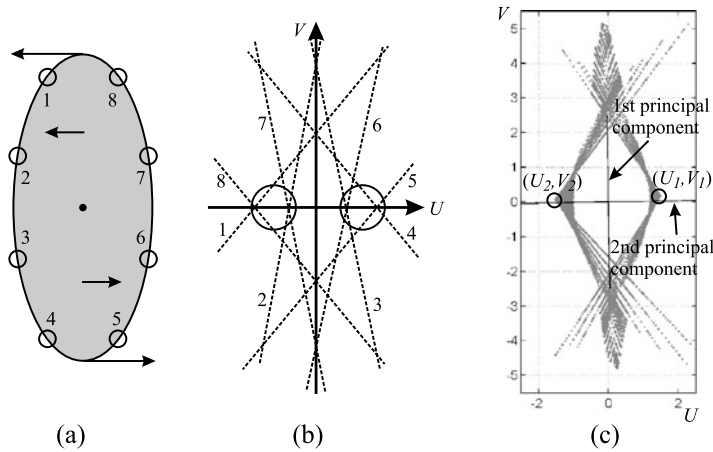 1
8
2
7
3
6
4
5
(a)
V
7
6
8
5
U
1
4
2
3
(b)
V
5
4
3
2
1
0
-1
-2
-3
-4
-5
1st principal
component
(U2,V2)
(U1,V1)
2nd principal
component
-2
0
2
U
(c)